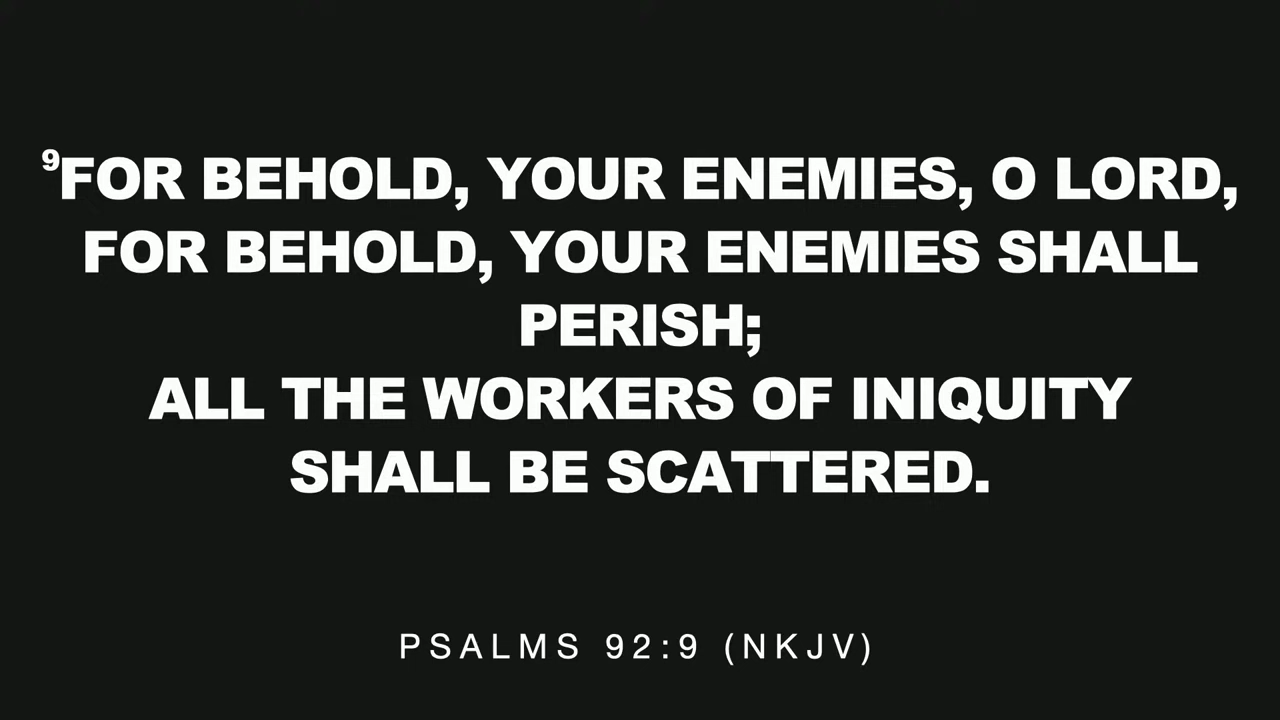 ⁹FOR BEHOLD, YOUR ENEMIES, O LORD,
FOR BEHOLD, YOUR ENEMIES SHALL
PERISH;
ALL THE WORKERS OF INIQUITY
SHALL BE SCATTERED.
PSALMS 92:9 (NKJV)